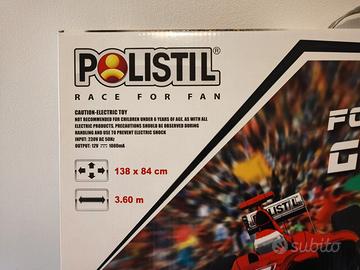 POLISTIL®
RACE FOR FAN
CAUTION-ELECTRIC TOY
NOT RECOMMENDED FOR CHILDREN UNDER 8 YEARS OF AGE, AS WITH ALL
ELECTRIC PRODUCTS, PRECAUTIONS SHOULD BE OBSERVED DURING
HANDLING AND USE TO PREVENT ELECTRIC SHOCK
INPUT: 230V AC 50Hz
OUTPUT: 12V ⎓ 1000mA
138 x 84 cm
3.60 m
FO
G
subito